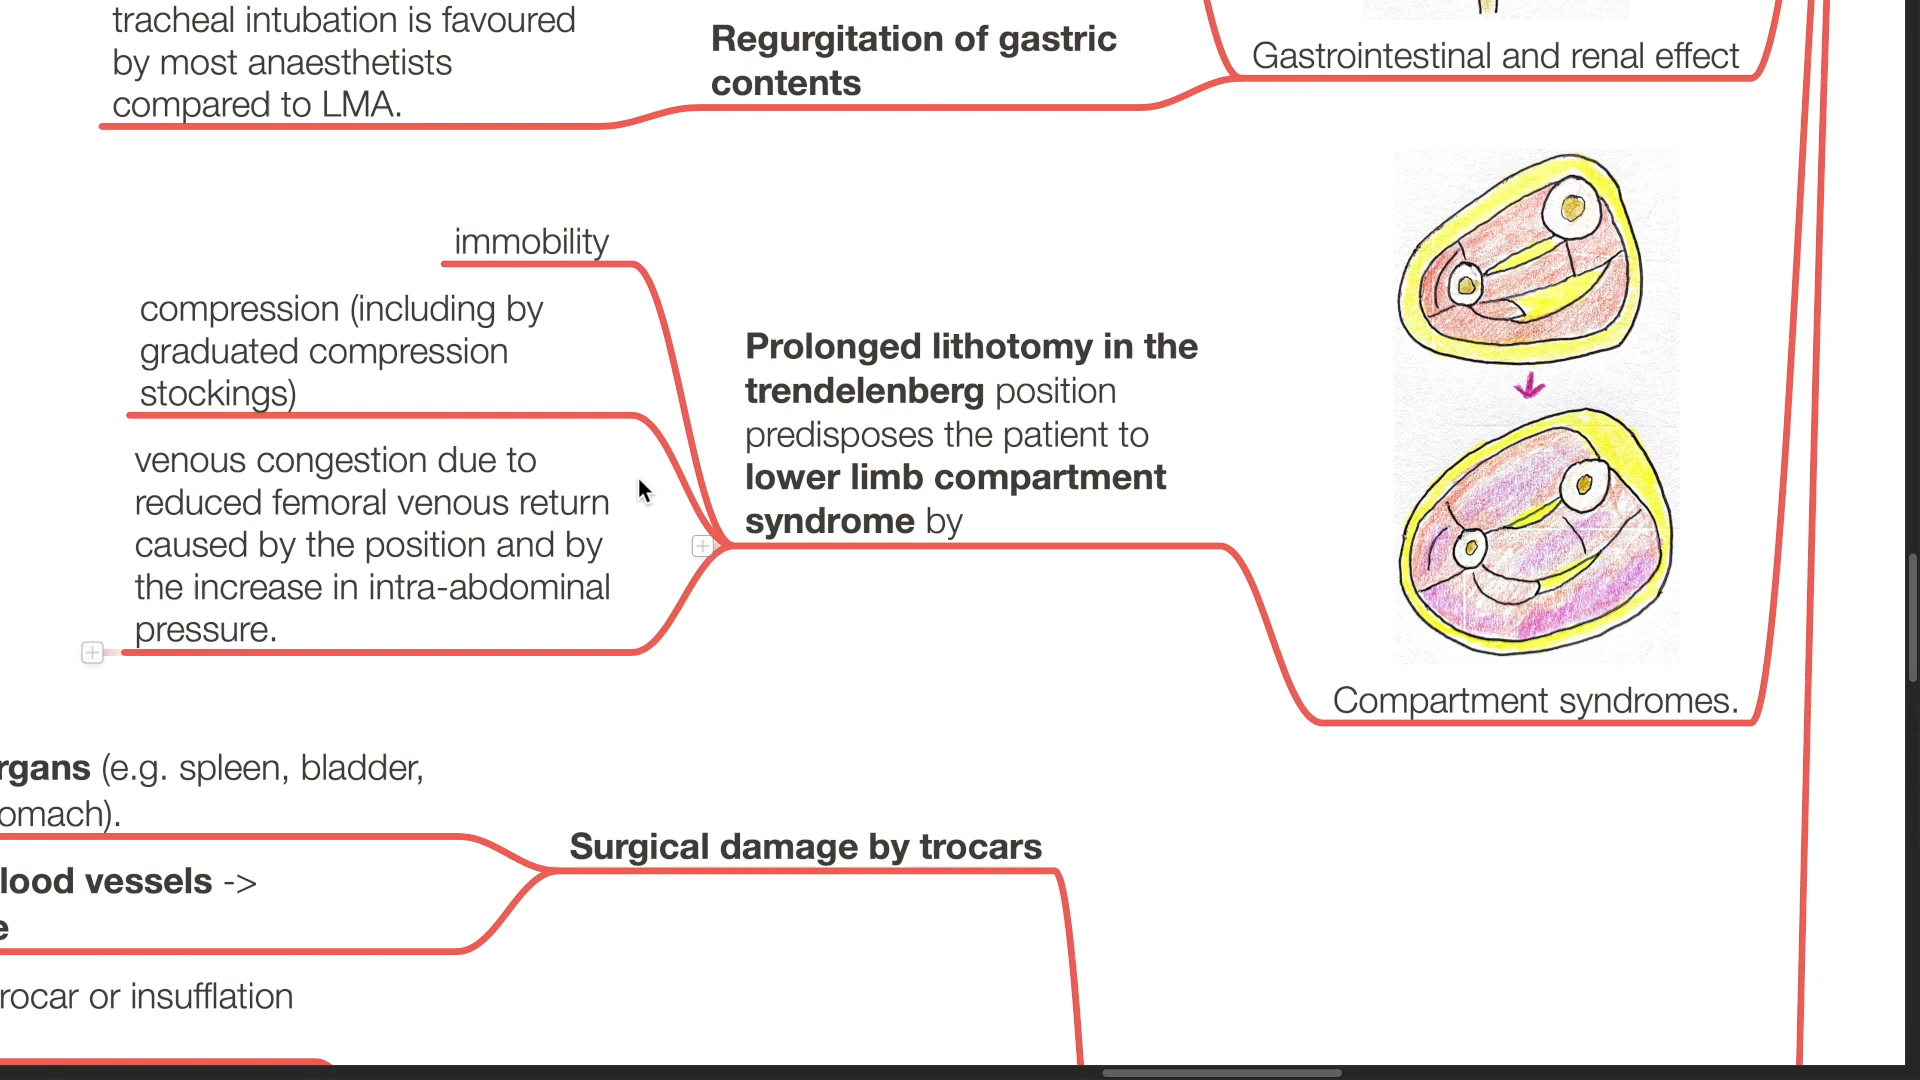 tracheal intubation is favoured
by most anaesthetists
compared to LMA.
Regurgitation of gastric
contents
Gastrointestinal and renal effect
immobility
compression (including by
graduated compression
stockings)
venous congestion due to
reduced femoral venous return
caused by the position and by
the increase in intra-abdominal
pressure.
Prolonged lithotomy in the
trendelenberg position
predisposes the patient to
lower limb compartment
syndrome by
Compartment syndromes.
rgans (e.g. spleen, bladder,
omach).
lood vessels ->
e
Surgical damage by trocars
rocar or insufflation